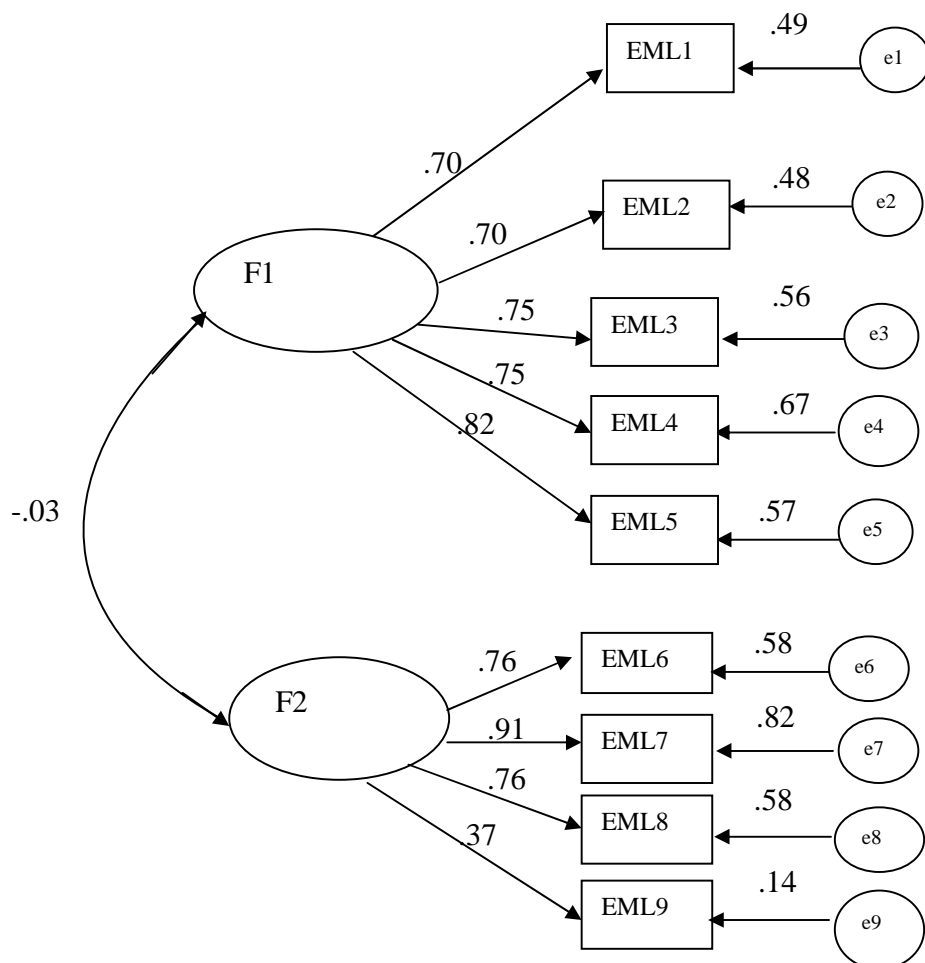 .49
EML1
e1
.70
.48
EML2
e2
.70
F1
.56
.75
EML3
e3
.75
.67
EML4
e4
.82
.57
EML5
e5
-.03
.58
.76
EML6
e6
F2
.82
.91
EML7
e7
.76
.58
EML8
e8
.37
.14
EML9
e9